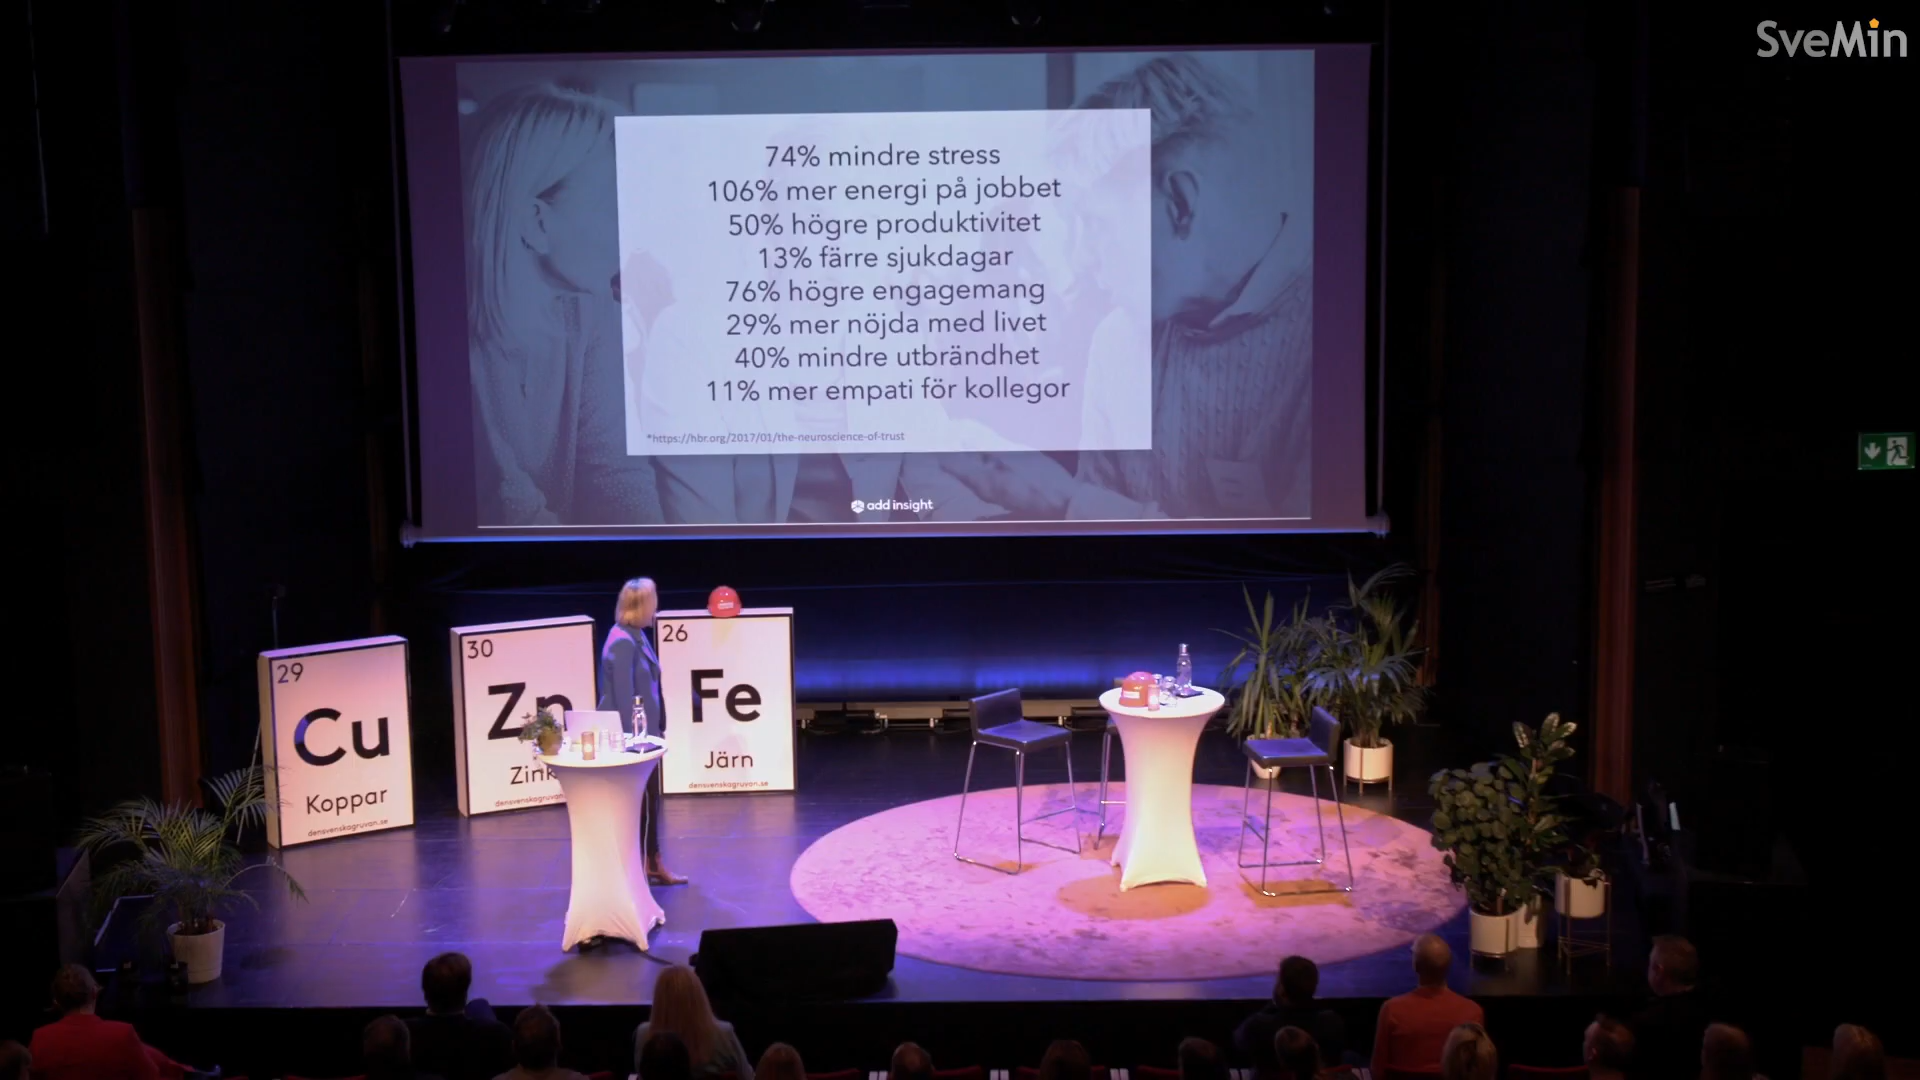 SveMin
74% mindre stress
106% mer energi på jobbet
50% högre produktivitet
13% färre sjukdagar
76% högre engagemang
29% mer nöjda med livet
40% mindre utbrändhet
11% mer empati för kollegor
*https://hbr.org/2017/01/the-neuroscience-of-trust
add insight
29
Cu
Koppar
densvenskagruvan.se
30
Zn
Zink
densvenskagruvan
26
Fe
Järn
densvenskagruvan.se